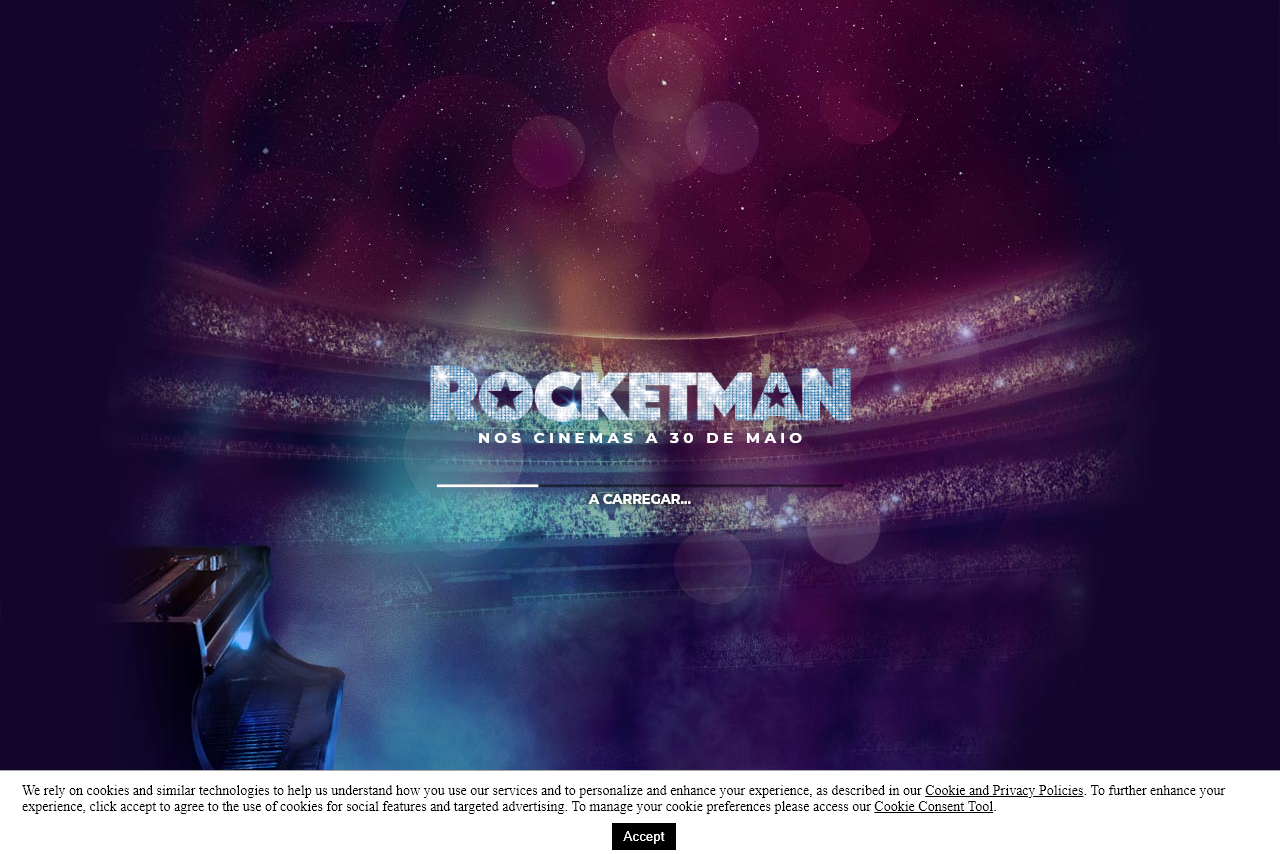 ROCKETMAN
NOS CINEMAS A 30 DE MAIO
A CARREGAR...
We rely on cookies and similar technologies to help us understand how you use our services and to personalize and enhance your experience, as described in our Cookie and Privacy Policies. To further enhance your
experience, click accept to agree to the use of cookies for social features and targeted advertising. To manage your cookie preferences please access our Cookie Consent Tool.
Accept